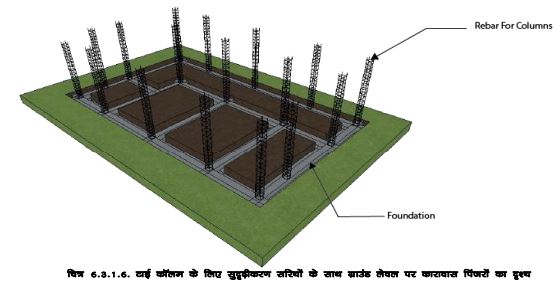 Rebar For Columns
Foundation
चित्र 6.3.1.6. टाई कॉलम के लिए सुदृढ़ीकरण सरियों के साथ ग्राउंड लेवल पर कारावास पिंजरों का दृश्य